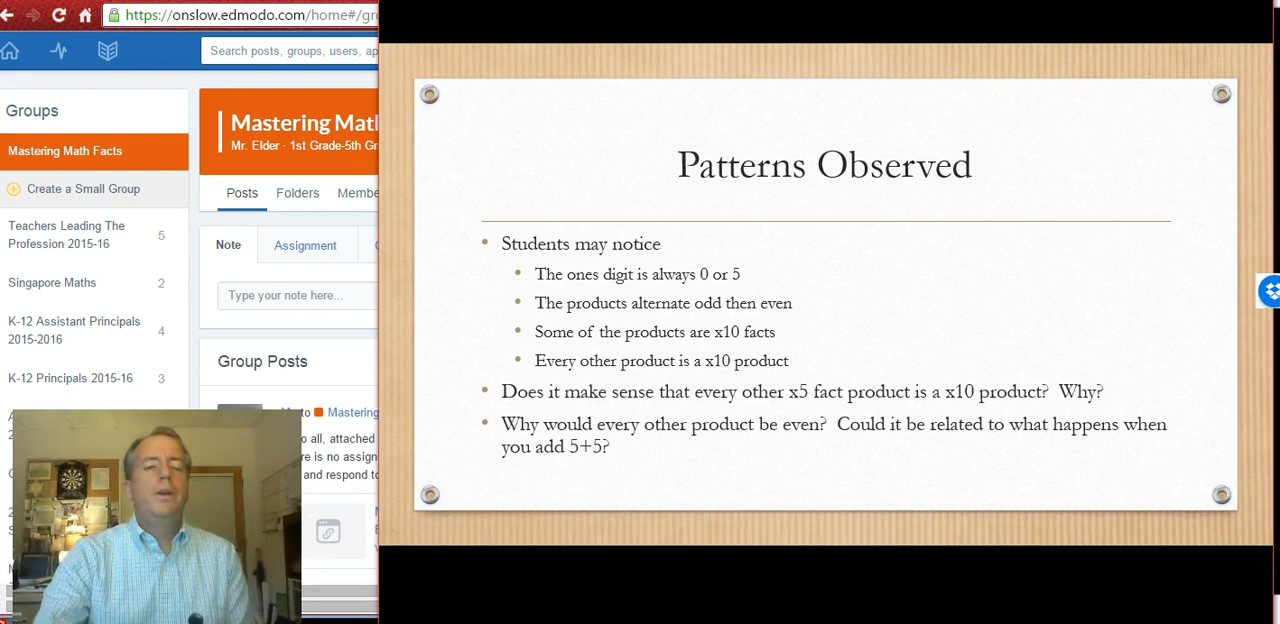 https://onslow.edmodo.com/home#/gro
Search posts, groups, users, ap
Groups
Mastering Math Facts
Create a Small Group
Teachers Leading The
Profession 2015-16
5
Singapore Maths
2
K-12 Assistant Principals
2015-2016
4
K-12 Principals 2015-16
3
Mastering Mat
Mr. Elder · 1st Grade-5th Gr
Posts
Folders
Membe
Note
Assignment
Type your note here...
Group Posts
to
Mastering
o all, attached
re is no assign
and respond to
Patterns Observed
• Students may notice
• The ones digit is always 0 or 5
• The products alternate odd then even
• Some of the products are x10 facts
• Every other product is a x10 product
• Does it make sense that every other x5 fact product is a x10 product? Why?
• Why would every other product be even? Could it be related to what happens when
you add 5+5?